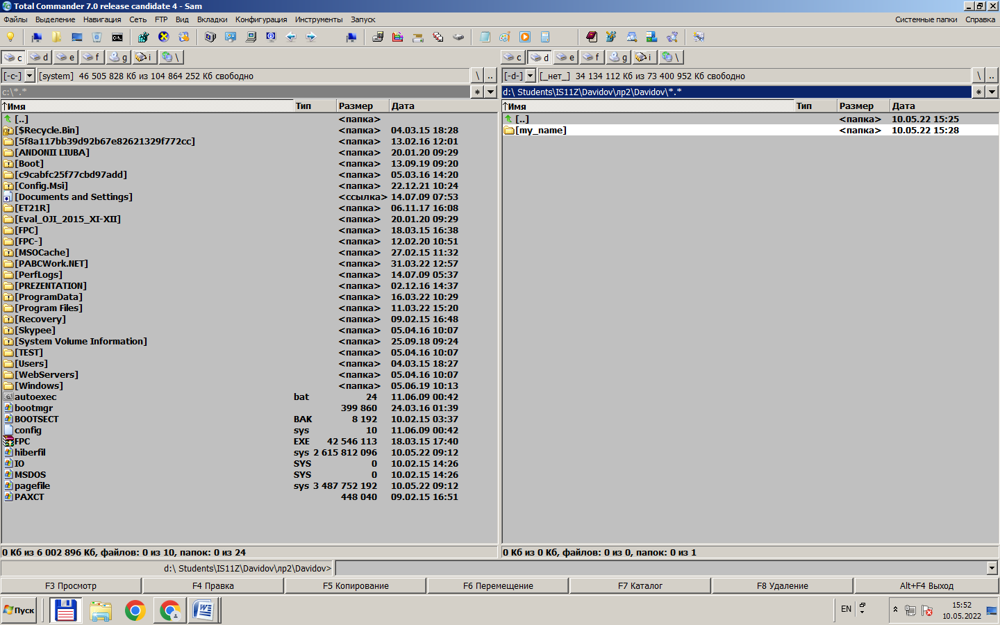 Total Commander 7.0 release candidate 4 - Sam
Файлы Выделение Навигация Сеть FTP Вид Вкладки Конфигурация Инструменты Запуск Системные папки Справка
c d e f g i \ c d e f g i \
[-c-] [system] 46 505 828 Кб из 104 864 252 Кб свободно \ .. [-d-] [_нет_] 34 134 112 Кб из 73 400 952 Кб свободно \ ..
c:\*.* * d:\ Students\IS11Z\Davidov\лр2\Davidov\*.* *
↑Имя Тип Размер Дата ↑Имя Тип Размер Дата
[..] <папка> [..] <папка> 10.05.22 15:25
[$Recycle.Bin] <папка> 04.03.15 18:28 [my_name] <папка> 10.05.22 15:28
[5f8a117bb39d92b67e82621329f772cc] <папка> 13.02.16 12:01
[ANDONII LIUBA] <папка> 20.01.20 09:29
[Boot] <папка> 13.09.19 09:20
[c9cabfc25f77cbd97add] <папка> 05.03.16 14:20
[Config.Msi] <папка> 22.12.21 10:24
[Documents and Settings] <ссылка> 14.07.09 07:53
[ET21R] <папка> 06.11.17 16:08
[Eval_OJI_2015_XI-XII] <папка> 20.01.20 09:29
[FPC] <папка> 18.03.15 16:38
[FPC-] <папка> 12.02.20 10:51
[MSOCache] <папка> 27.02.15 11:32
[PABCWork.NET] <папка> 31.03.22 12:57
[PerfLogs] <папка> 14.07.09 05:37
[PREZENTATION] <папка> 02.12.16 14:37
[ProgramData] <папка> 16.03.22 10:29
[Program Files] <папка> 11.03.22 15:20
[Recovery] <папка> 09.02.15 16:48
[Skypee] <папка> 05.04.16 10:07
[System Volume Information] <папка> 25.09.18 09:24
[TEST] <папка> 05.04.16 10:07
[Users] <папка> 04.03.15 18:27
[WebServers] <папка> 05.04.16 10:07
[Windows] <папка> 05.06.19 10:13
autoexec bat 24 11.06.09 00:42
bootmgr 399 860 24.03.16 01:39
BOOTSECT BAK 8 192 10.02.15 03:37
config sys 10 11.06.09 00:42
FPC EXE 42 546 113 18.03.15 17:40
hiberfil sys 2 615 812 096 10.05.22 09:12
IO SYS 0 10.02.15 14:26
MSDOS SYS 0 10.02.15 14:26
pagefile sys 3 487 752 192 10.05.22 09:12
PAXCT 448 040 09.02.15 16:51
0 Кб из 6 002 896 Кб, файлов: 0 из 10, папок: 0 из 24 0 Кб из 0 Кб, файлов: 0 из 0, папок: 0 из 1
d:\ Students\IS11Z\Davidov\лр2\Davidov>
F3 Просмотр F4 Правка F5 Копирование F6 Перемещение F7 Каталог F8 Удаление Alt+F4 Выход
Пуск EN 15:52
10.05.2022